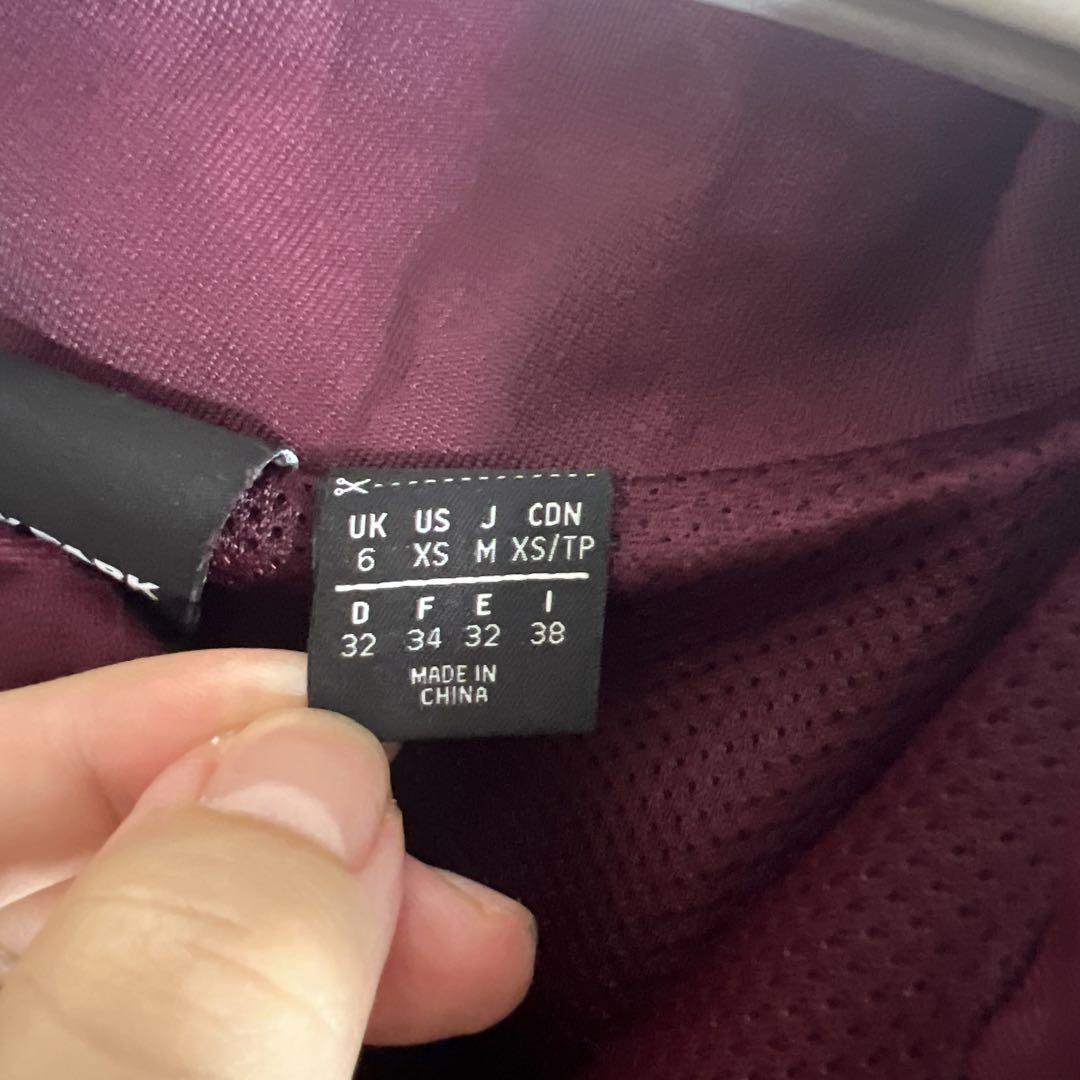 UK US J CDN
6 XS M XS/TP
D F E I
32 34 32 38
MADE IN
CHINA